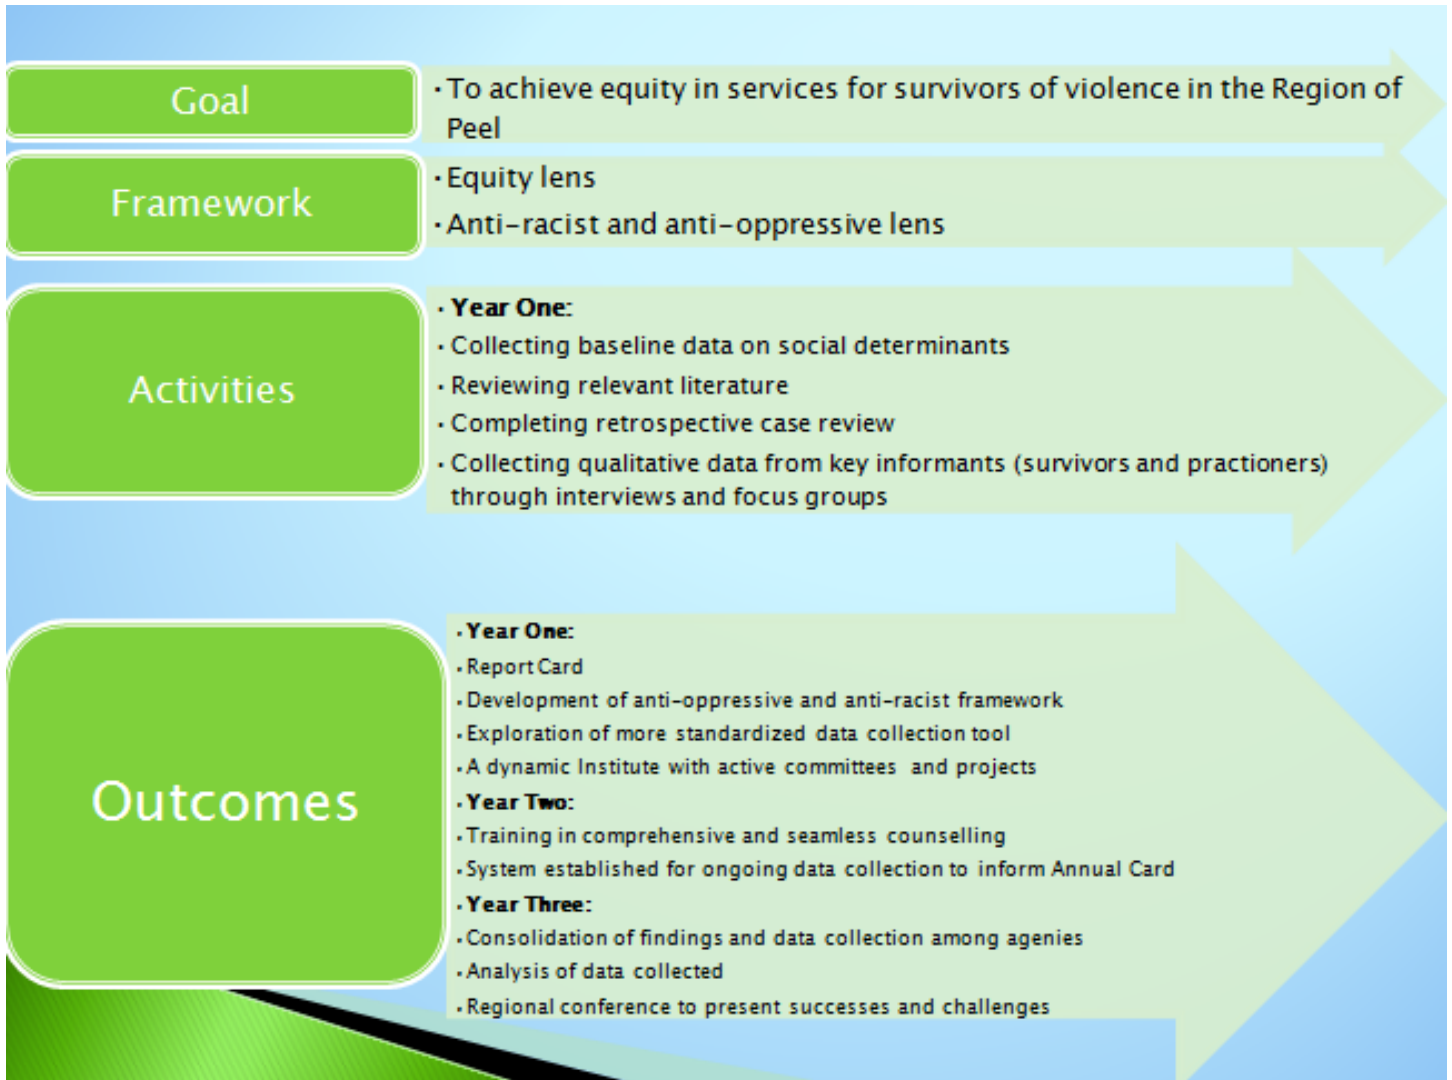 Goal
· To achieve equity in services for survivors of violence in the Region of
Peel
Framework
· Equity lens
· Anti-racist and anti-oppressive lens
Activities
· Year One:
· Collecting baseline data on social determinants
· Reviewing relevant literature
· Completing retrospective case review
· Collecting qualitative data from key informants (survivors and practioners)
through interviews and focus groups
Outcomes
· Year One:
· Report Card
· Development of anti-oppressive and anti-racist framework
· Exploration of more standardized data collection tool
· A dynamic Institute with active committees and projects
· Year Two:
· Training in comprehensive and seamless counselling
· System established for ongoing data collection to inform Annual Card
· Year Three:
· Consolidation of findings and data collection among agenies
· Analysis of data collected
· Regional conference to present successes and challenges